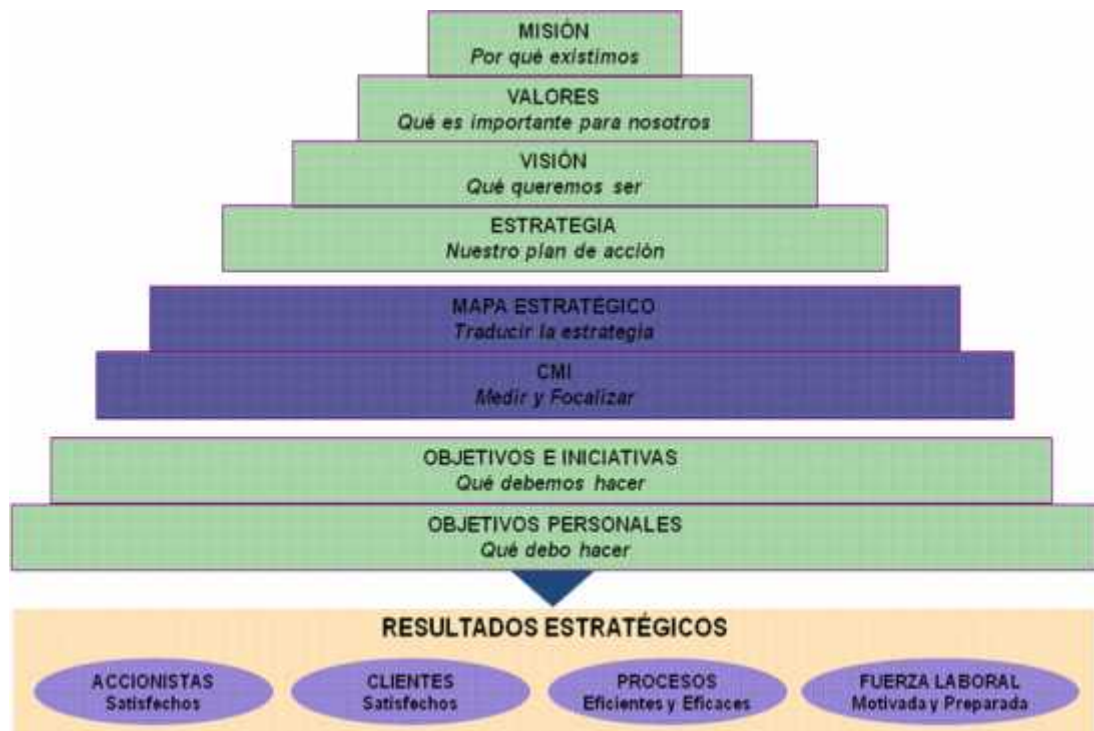 MISIÓN
Por qué existimos
VALORES
Qué es importante para nosotros
VISIÓN
Qué queremos ser
ESTRATEGIA
Nuestro plan de acción
MAPA ESTRATÉGICO
Traducir la estrategia
CMI
Medir y Focalizar
OBJETIVOS E INICIATIVAS
Qué debemos hacer
OBJETIVOS PERSONALES
Qué debo hacer
RESULTADOS ESTRATÉGICOS
ACCIONISTAS
Satisfechos
CLIENTES
Satisfechos
PROCESOS
Eficientes y Eficaces
FUERZA LABORAL
Motivada y Preparada